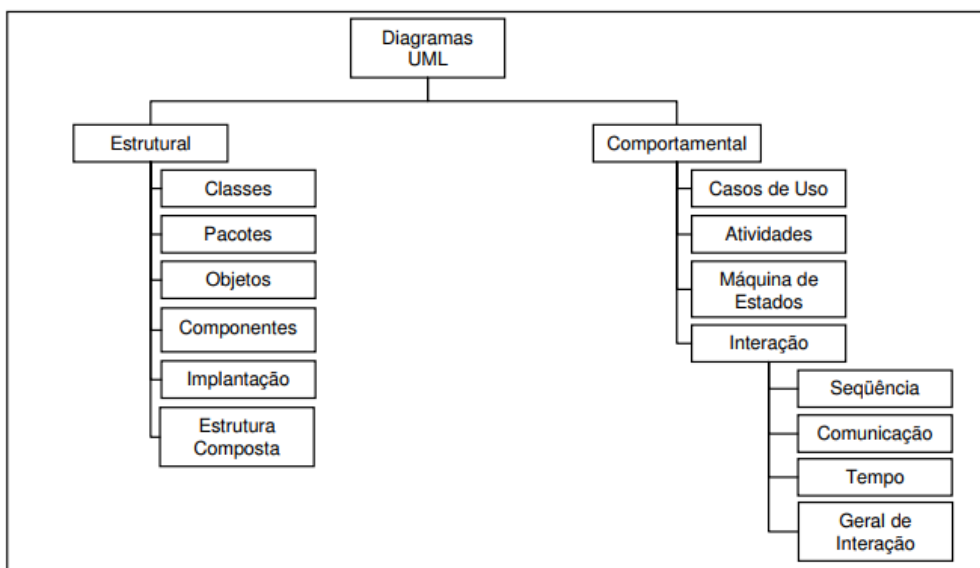 Diagramas
UML
Estrutural
Classes
Pacotes
Objetos
Componentes
Implantação
Estrutura
Composta
Comportamental
Casos de Uso
Atividades
Máquina de
Estados
Interação
Seqüência
Comunicação
Tempo
Geral de
Interação